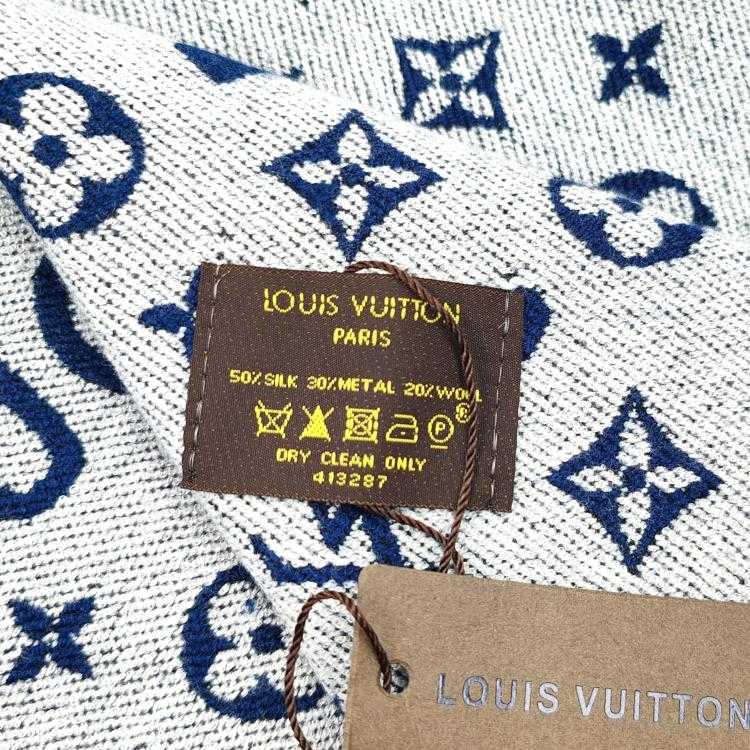 LOUIS VUITTON
PARIS
50% SILK 30% METAL 20% WOOL
®
P
DRY CLEAN ONLY
413287
LOUIS VUITTON